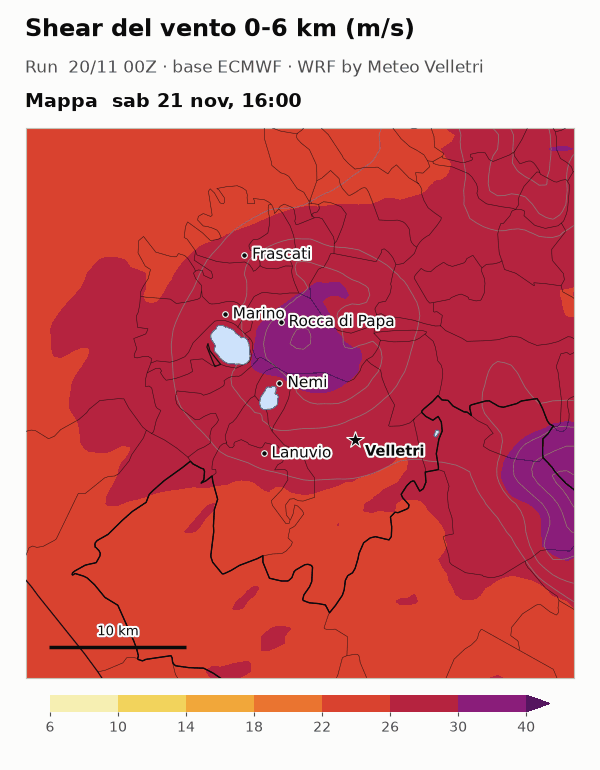 Shear del vento 0-6 km (m/s)
Run  20/11 00Z · base ECMWF · WRF by Meteo Velletri
Mappa  sab 21 nov, 16:00
Frascati
Marino
Rocca di Papa
Nemi
Velletri
Lanuvio
10 km
6 10 14 18 22 26 30 40